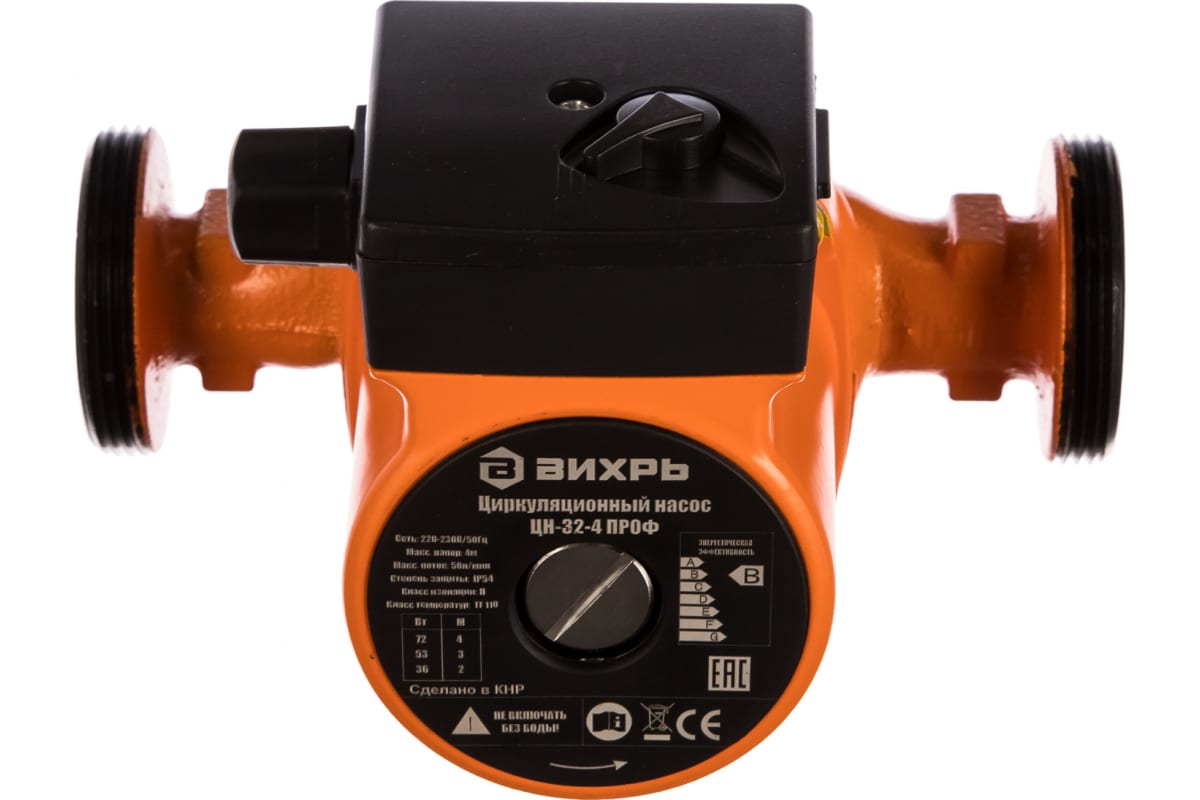 ВИХРЬ
Циркуляционный насос
ЦН-32-4 ПРОФ
Сеть: 220-230В/50Гц
Макс. напор: 4м
Макс. поток: 50л/мин
Степень защиты: IP54
Класс изоляции: H
Класс температур: TF 110
Вт М
72 4
53 3
36 2
Сделано в КНР
ЭНЕРГЕТИЧЕСКАЯ
ЭФФЕКТИВНОСТЬ
A
B
C
D
E
F
G
B
EAC
НЕ ВКЛЮЧАТЬ
БЕЗ ВОДЫ!
CE